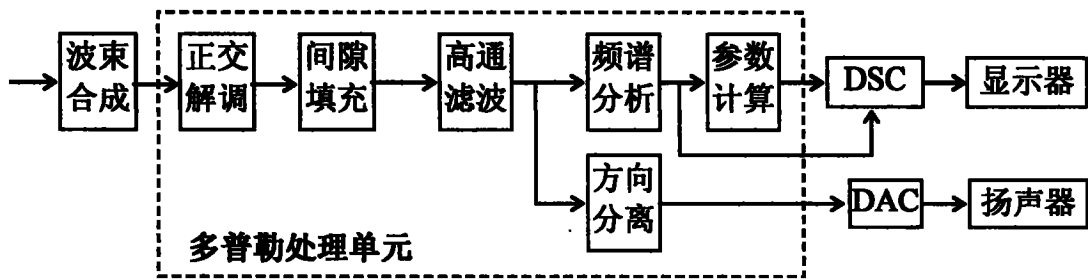 波束
合成
正交
解调
间隙
填充
高通
滤波
频谱
分析
参数
计算
DSC
显示器
方向
分离
DAC
扬声器
多普勒处理单元